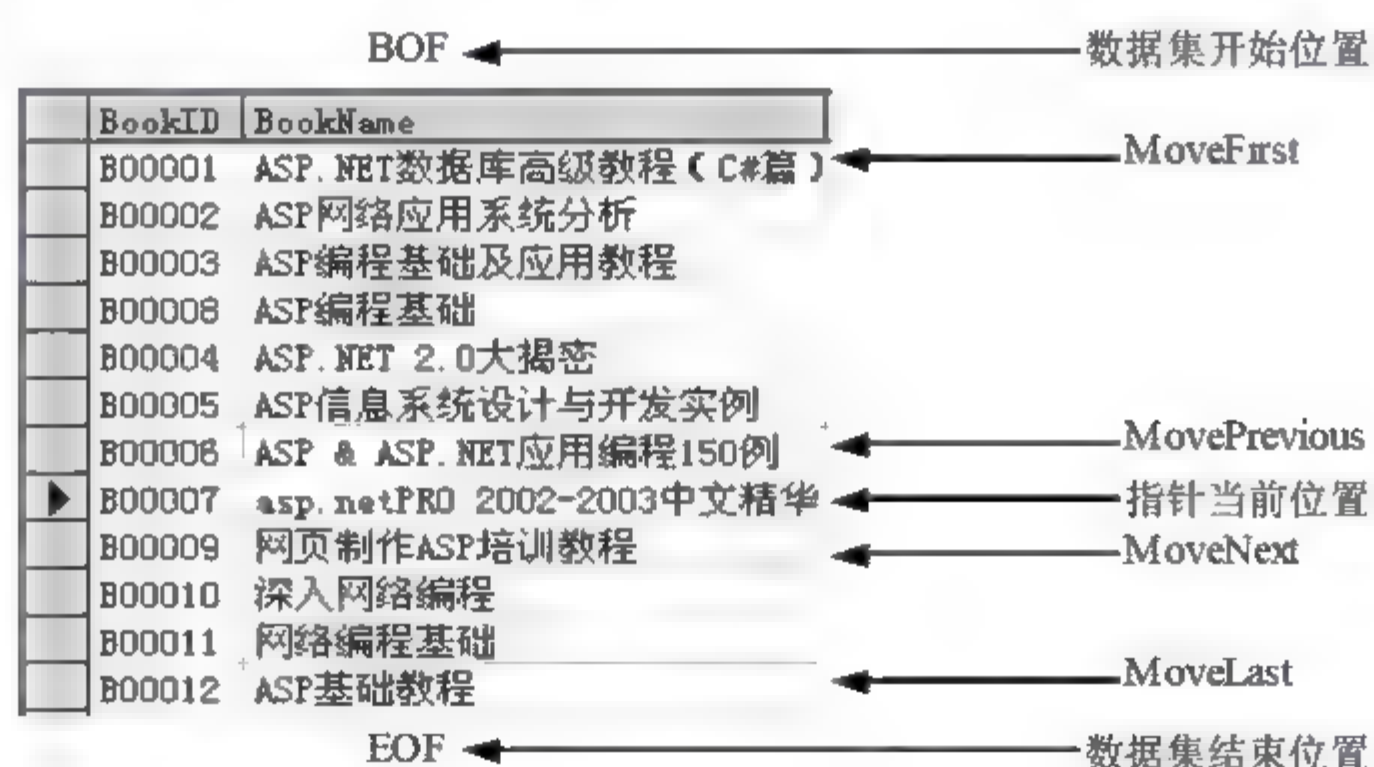 BOF 数据集开始位置
BookID BookName
B00001 ASP.NET数据库高级教程(C#篇) MoveFirst
B00002 ASP网络应用系统分析
B00003 ASP编程基础及应用教程
B00008 ASP编程基础
B00004 ASP.NET 2.0大揭密
B00005 ASP信息系统设计与开发实例
B00006 ASP & ASP.NET应用编程150例 MovePrevious
B00007 asp.netPRO 2002-2003中文精华 指针当前位置
B00009 网页制作ASP培训教程 MoveNext
B00010 深入网络编程
B00011 网络编程基础
B00012 ASP基础教程 MoveLast
EOF 数据集结束位置